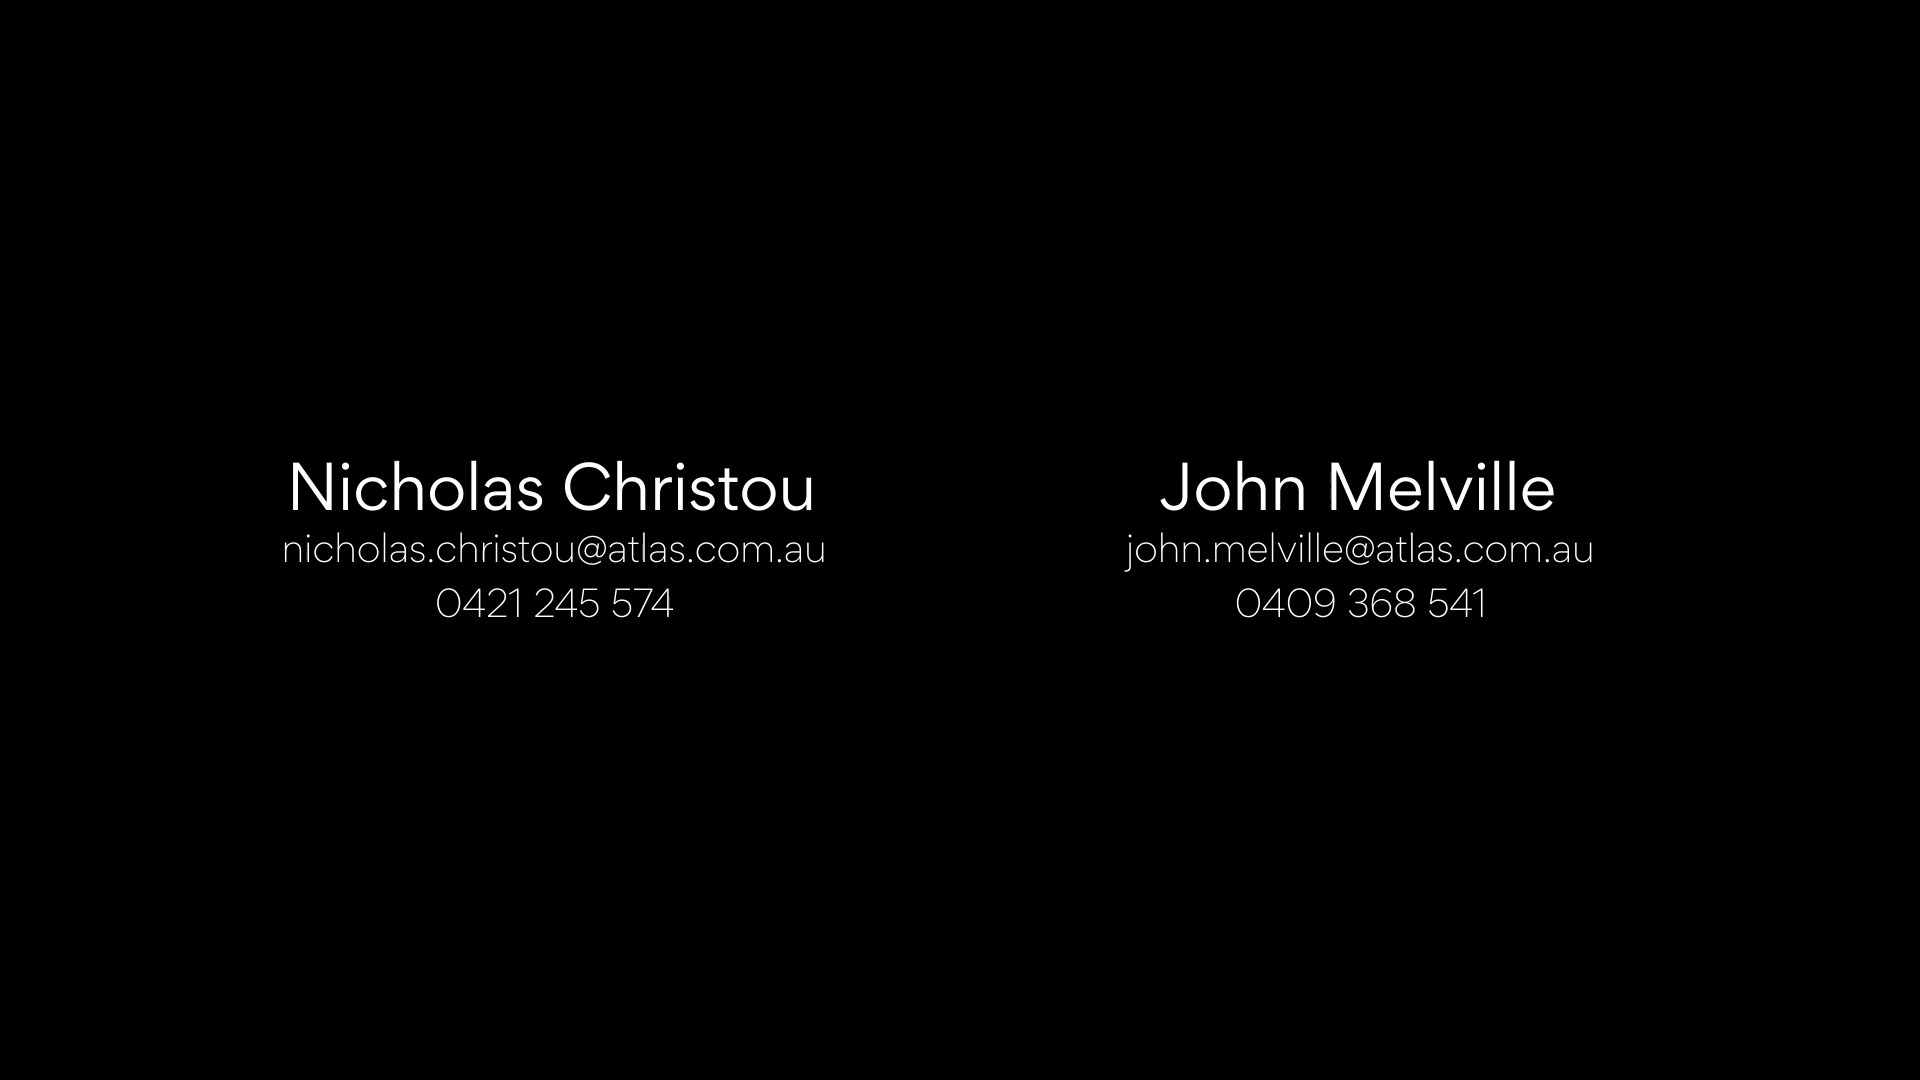 Nicholas Christou
nicholas.christou@atlas.com.au
0421 245 574
John Melville
john.melville@atlas.com.au
0409 368 541